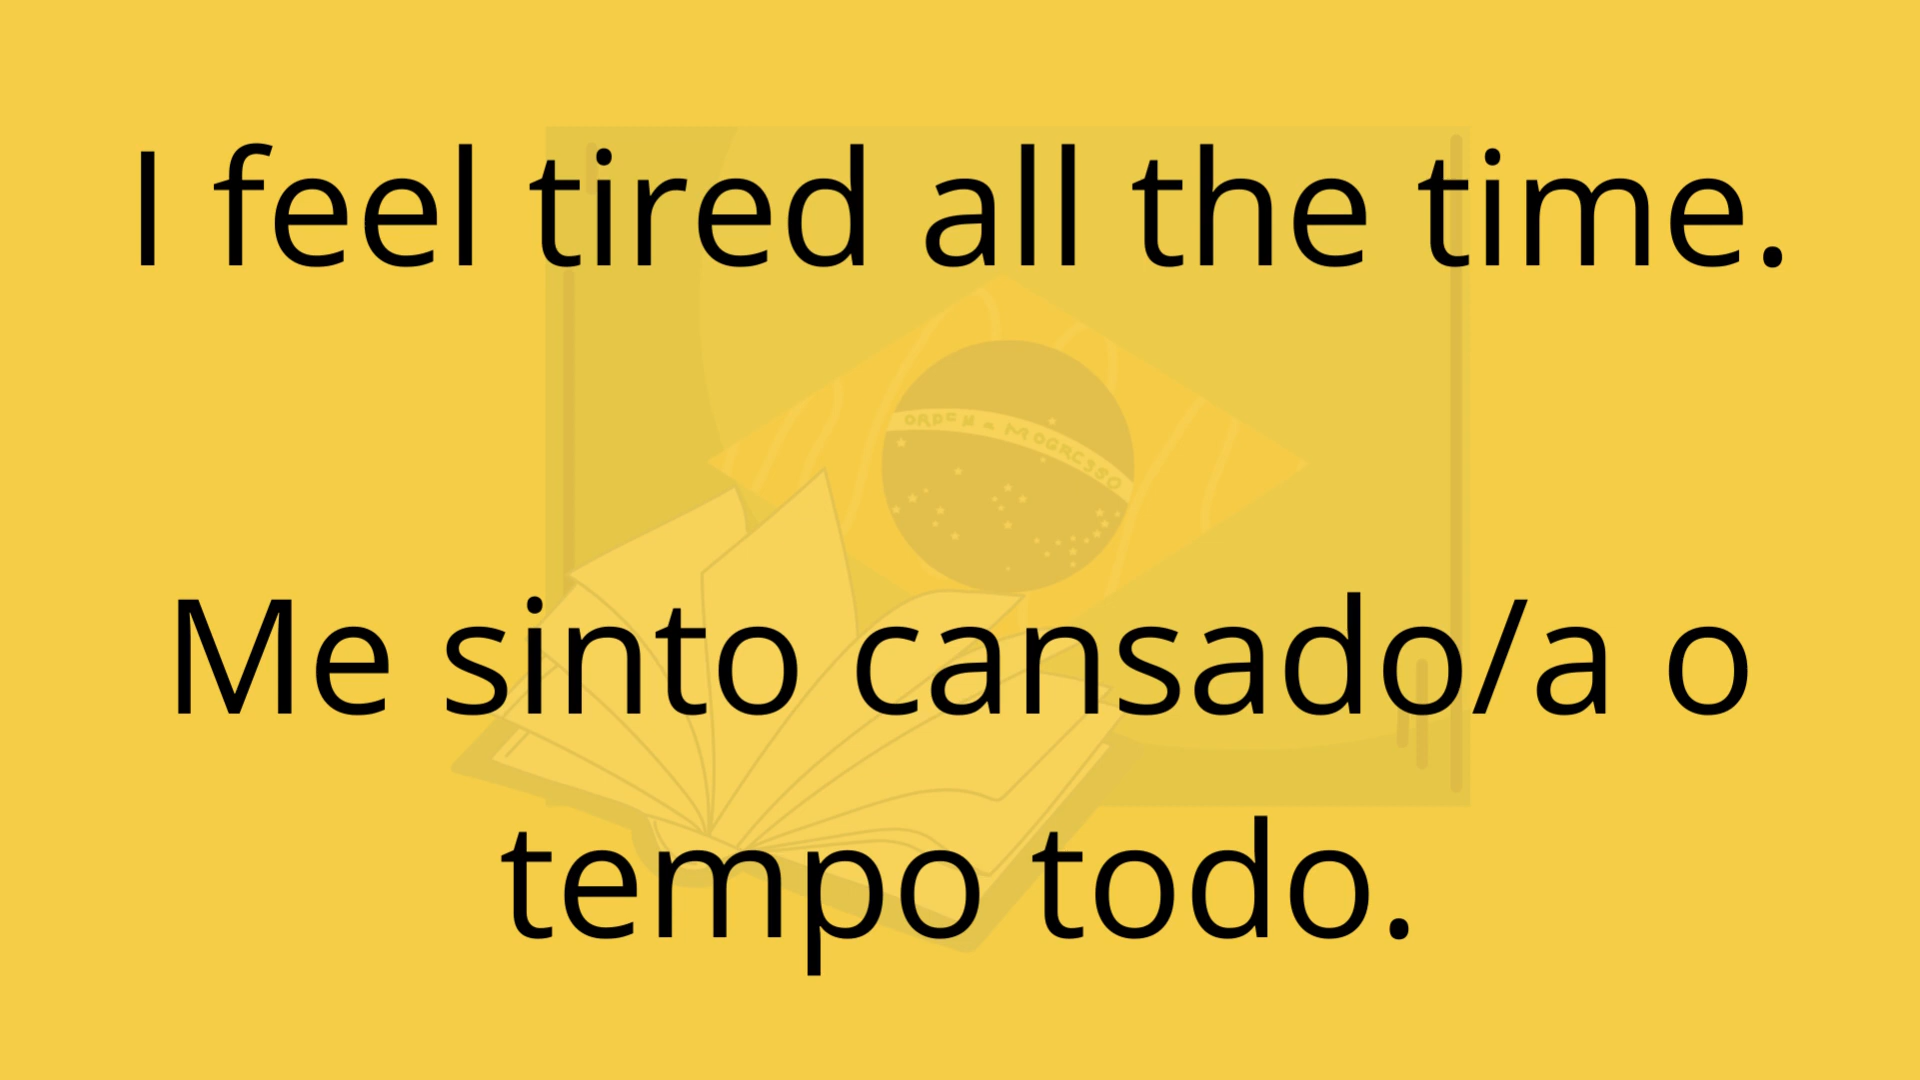 I feel tired all the time.
Me sinto cansado/a o
tempo todo.